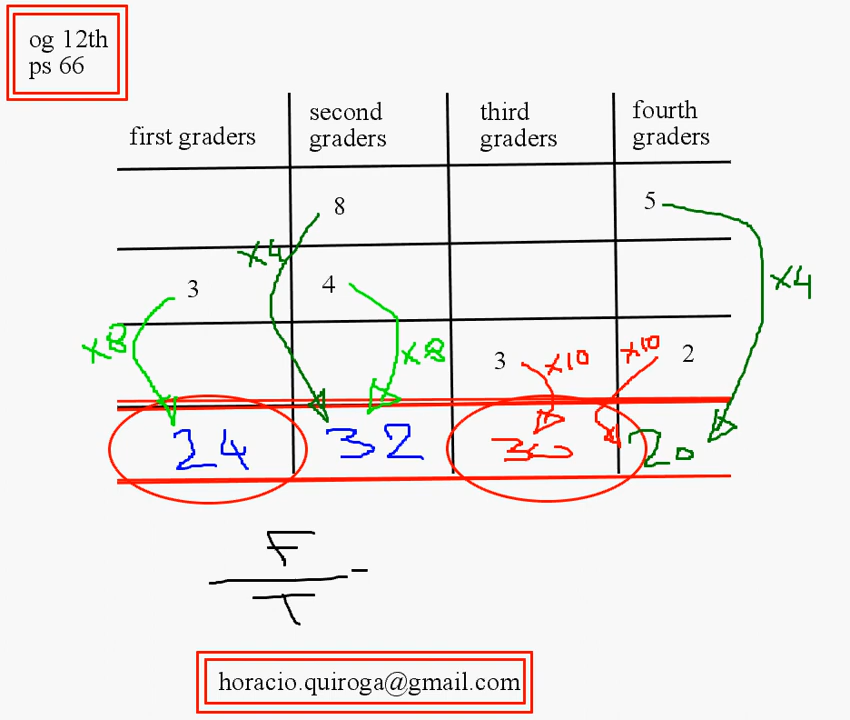 og 12th
ps 66
first graders
second
graders
third
graders
fourth
graders
8
5
x4
3
4
x4
x8
x8
3
x10
x10
2
24
32
30
20
F
T
-
horacio.quiroga@gmail.com